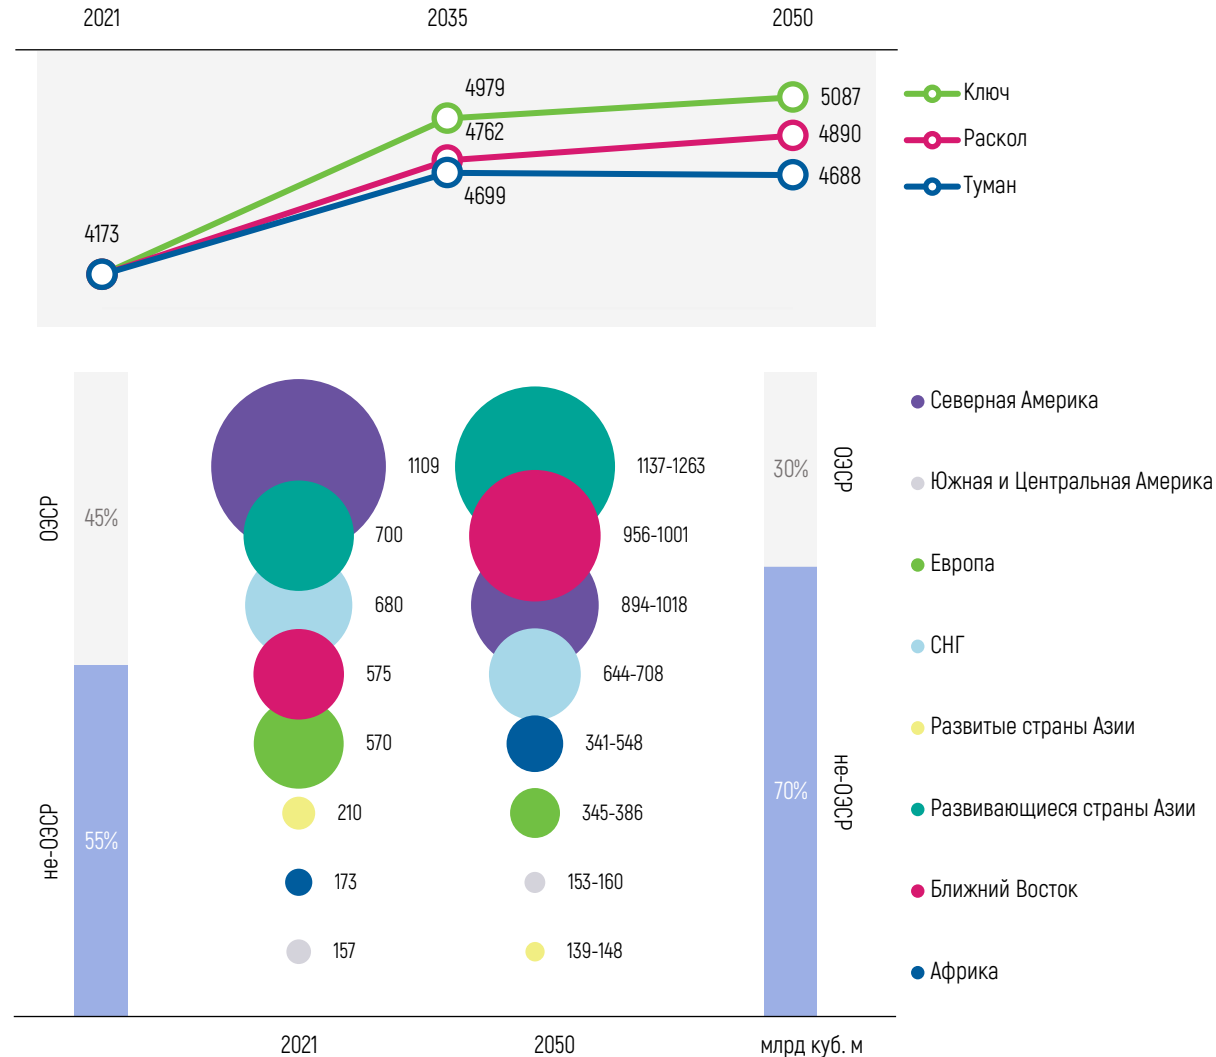 2021 2035 2050
4979
5087
Ключ
4762
4890
Раскол
4688
Туман
4699
4173
ОЭСР
45%
не-ОЭСР
55%
1109
700
680
575
570
210
173
157
1137-1263
956-1001
894-1018
644-708
341-548
345-386
153-160
139-148
30%
ОЭСР
70%
не-ОЭСР
Северная Америка
Южная и Центральная Америка
Европа
СНГ
Развитые страны Азии
Развивающиеся страны Азии
Ближний Восток
Африка
2021 2050 млрд куб. м